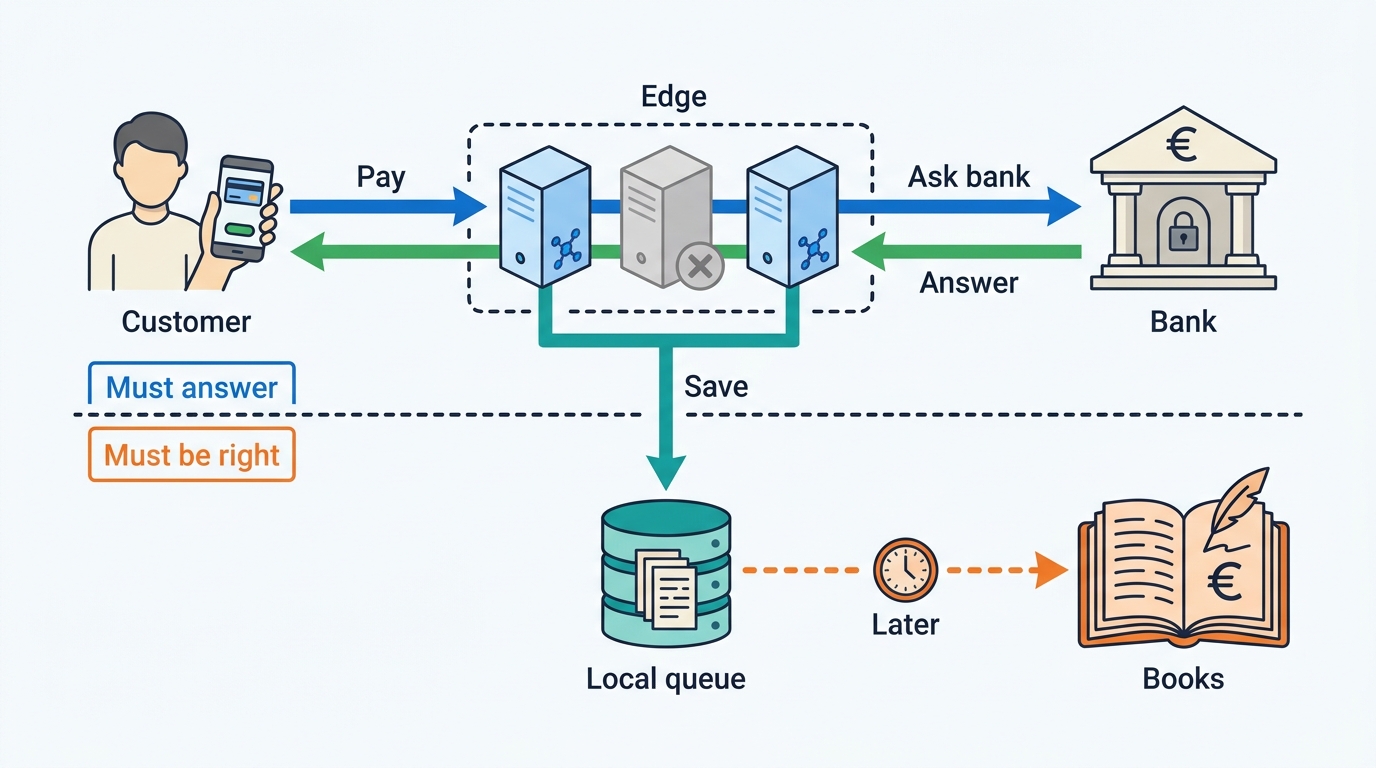 Edge
Pay
Ask bank
€
Answer
Customer
Bank
Must answer
Save
Must be right
€
Later
Local queue
Books